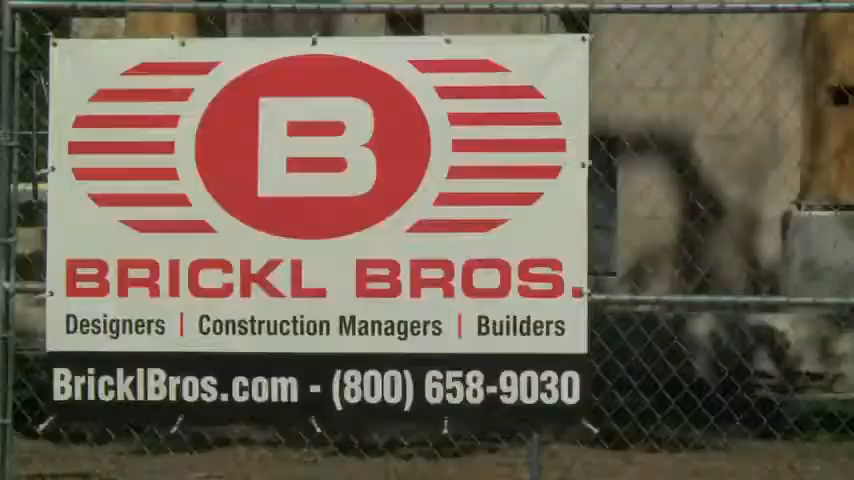 B
BRICKL BROS.
Designers | Construction Managers | Builders
BricklBros.com - (800) 658-9030